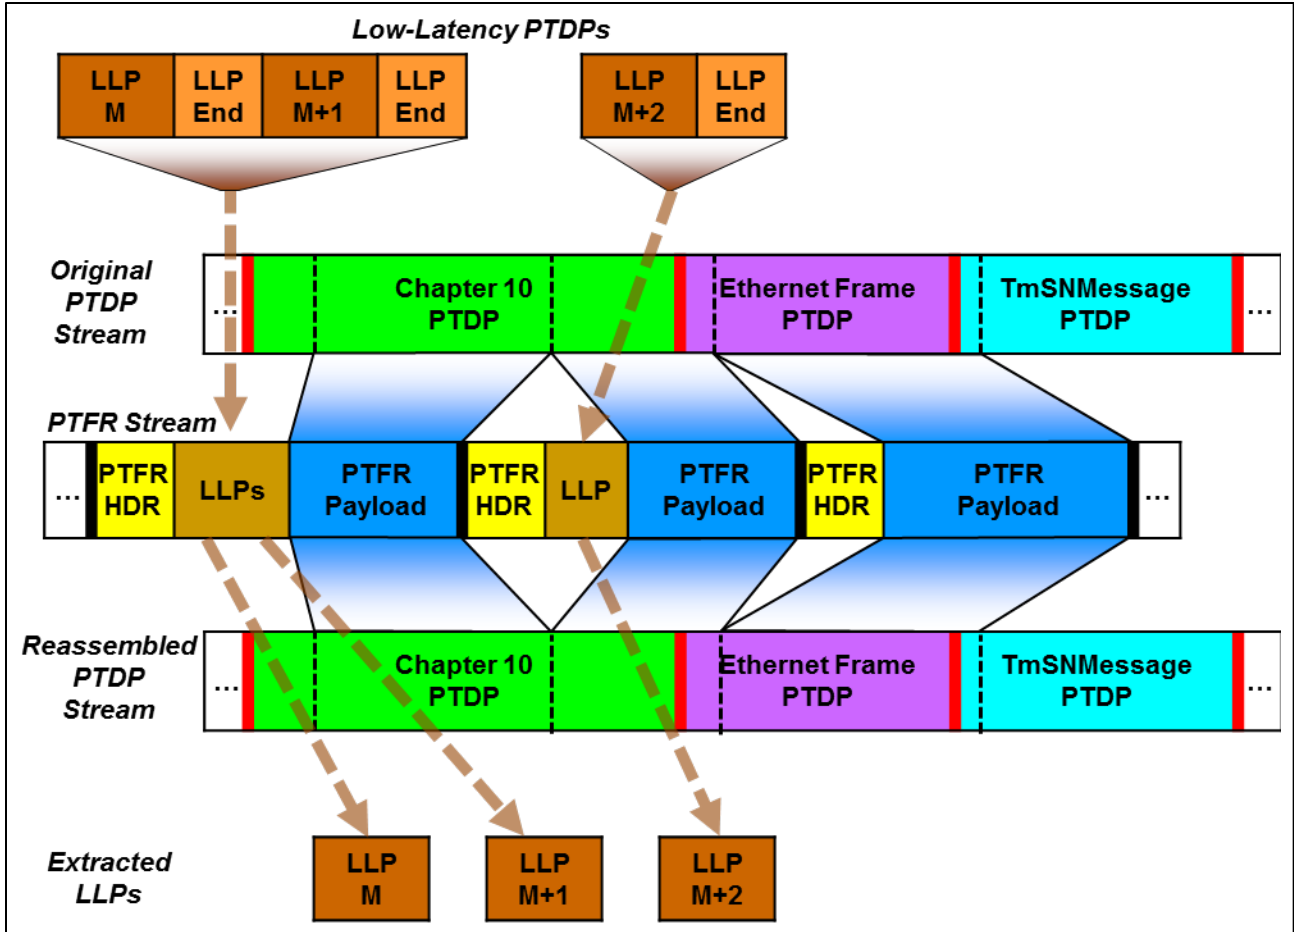 Low-Latency PTDPs
LLP
M
LLP
End
LLP
M+1
LLP
End
LLP
M+2
LLP
End
Original
PTDP
Stream
...
Chapter 10
PTDP
Ethernet Frame
PTDP
TmSNMessage
PTDP
...
PTFR Stream
...
PTFR
HDR
LLPs
PTFR
Payload
PTFR
HDR
LLP
PTFR
Payload
PTFR
HDR
PTFR
Payload
...
Reassembled
PTDP
Stream
...
Chapter 10
PTDP
Ethernet Frame
PTDP
TmSNMessage
PTDP
...
Extracted
LLPs
LLP
M
LLP
M+1
LLP
M+2